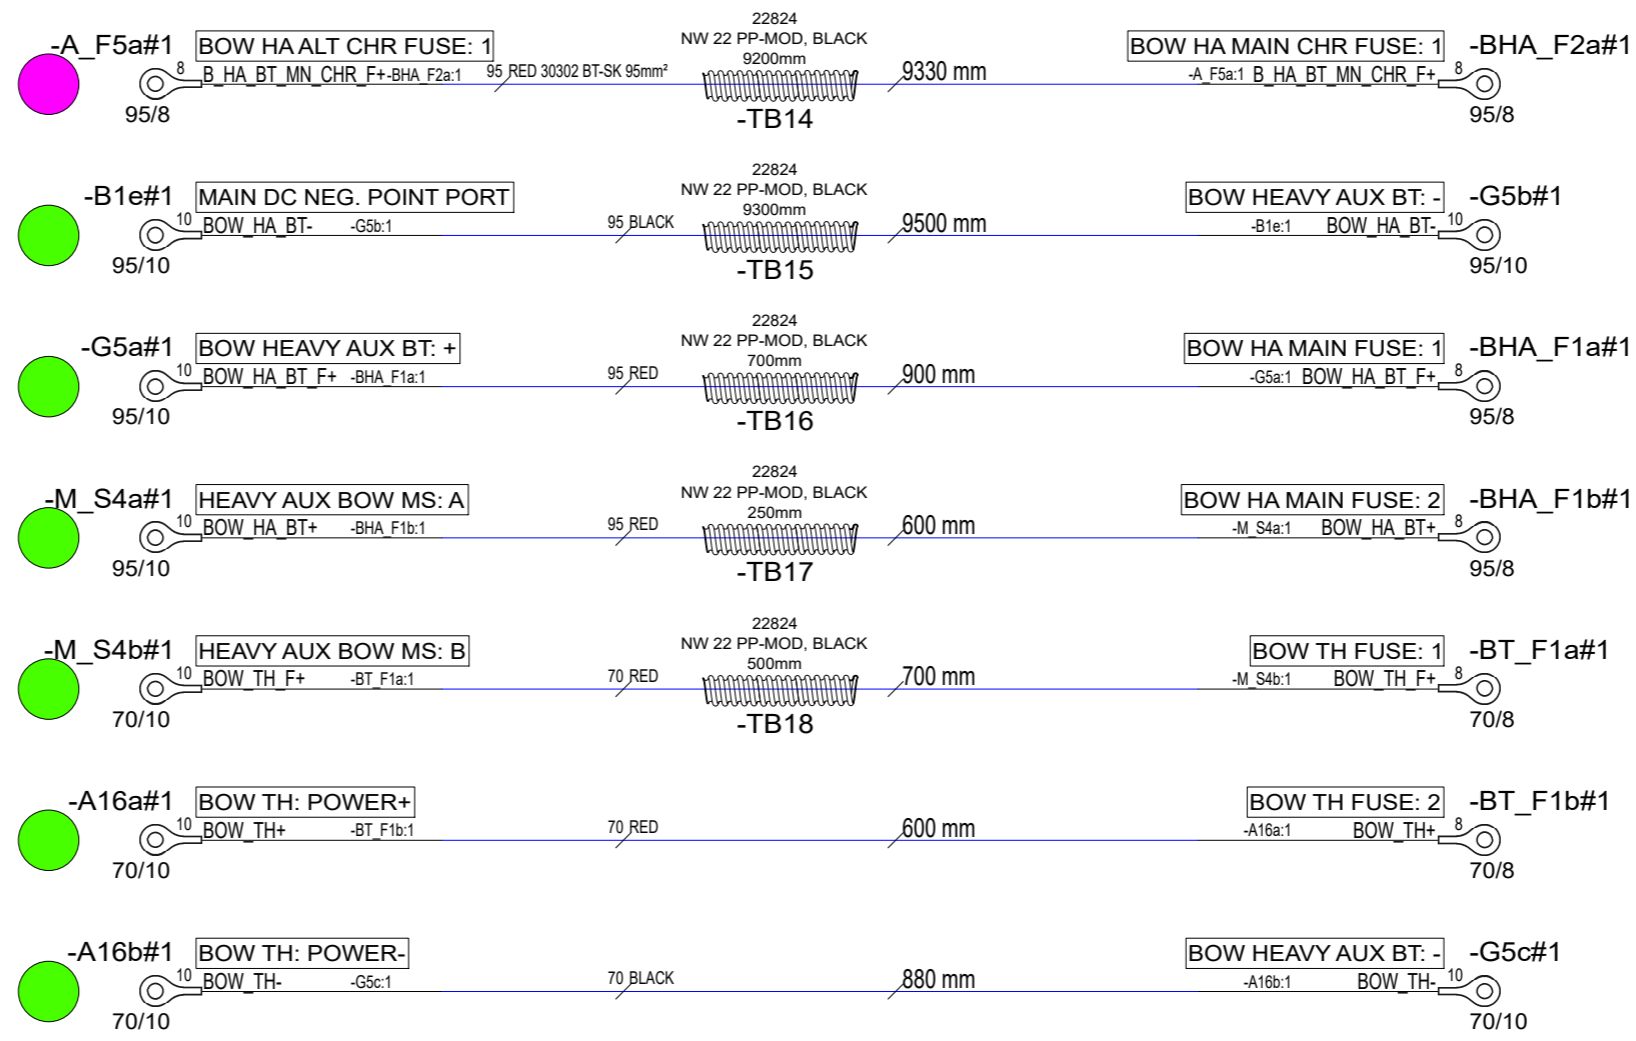 22824
-A_F5a#1 BOW HA ALT CHR FUSE: 1 NW 22 PP-MOD, BLACK BOW HA MAIN CHR FUSE: 1 -BHA_F2a#1
9200mm
8 B_HA_BT_MN_CHR_F+ -BHA_F2a:1 95 RED 30302 BT-SK 95mm² 9330 mm -A_F5a:1 B_HA_BT_MN_CHR_F+ 8
95/8 -TB14 95/8
22824
-B1e#1 MAIN DC NEG. POINT PORT NW 22 PP-MOD, BLACK BOW HEAVY AUX BT: - -G5b#1
9300mm
10 BOW_HA_BT- -G5b:1 95 BLACK 9500 mm -B1e:1 BOW_HA_BT- 10
95/10 -TB15 95/10
22824
-G5a#1 BOW HEAVY AUX BT: + NW 22 PP-MOD, BLACK BOW HA MAIN FUSE: 1 -BHA_F1a#1
700mm
10 BOW_HA_BT_F+ -BHA_F1a:1 95 RED 900 mm -G5a:1 BOW_HA_BT_F+ 8
95/10 -TB16 95/8
22824
-M_S4a#1 HEAVY AUX BOW MS: A NW 22 PP-MOD, BLACK BOW HA MAIN FUSE: 2 -BHA_F1b#1
250mm
10 BOW_HA_BT+ -BHA_F1b:1 95 RED 600 mm -M_S4a:1 BOW_HA_BT+ 8
95/10 -TB17 95/8
22824
-M_S4b#1 HEAVY AUX BOW MS: B NW 22 PP-MOD, BLACK BOW TH FUSE: 1 -BT_F1a#1
500mm
10 BOW_TH_F+ -BT_F1a:1 70 RED 700 mm -M_S4b:1 BOW_TH_F+ 8
70/10 -TB18 70/8
-A16a#1 BOW TH: POWER+ BOW TH FUSE: 2 -BT_F1b#1
10 BOW_TH+ -BT_F1b:1 70 RED 600 mm -A16a:1 BOW_TH+ 8
70/10 70/8
-A16b#1 BOW TH: POWER- BOW HEAVY AUX BT: - -G5c#1
10 BOW_TH- -G5c:1 70 BLACK 880 mm -A16b:1 BOW_TH- 10
70/10 70/10